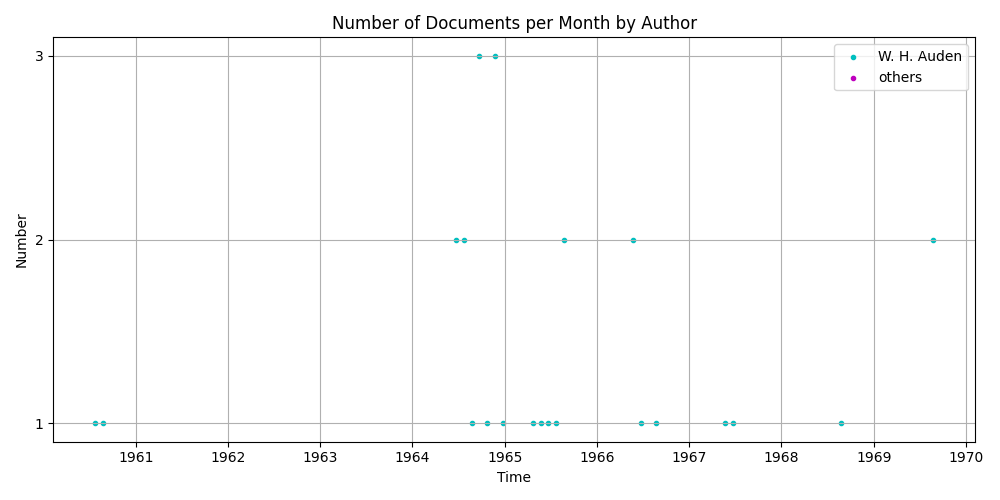 Number of Documents per Month by Author
W. H. Auden
others
3
2
1
Number
1961 1962 1963 1964 1965 1966 1967 1968 1969 1970
Time